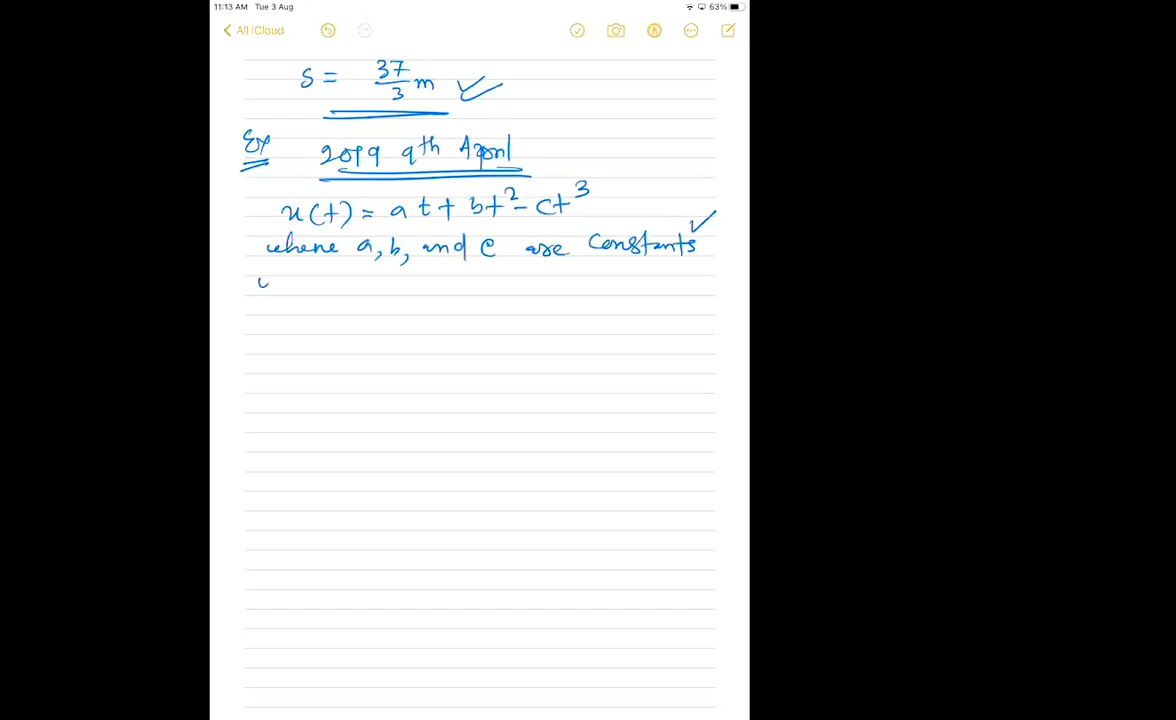 11:13 AM Tue 3 Aug 63%
All iCloud
S = 37/3 m
Ex 2019 9th April
x(t) = at + bt² - ct³
where a, b, and c are constants